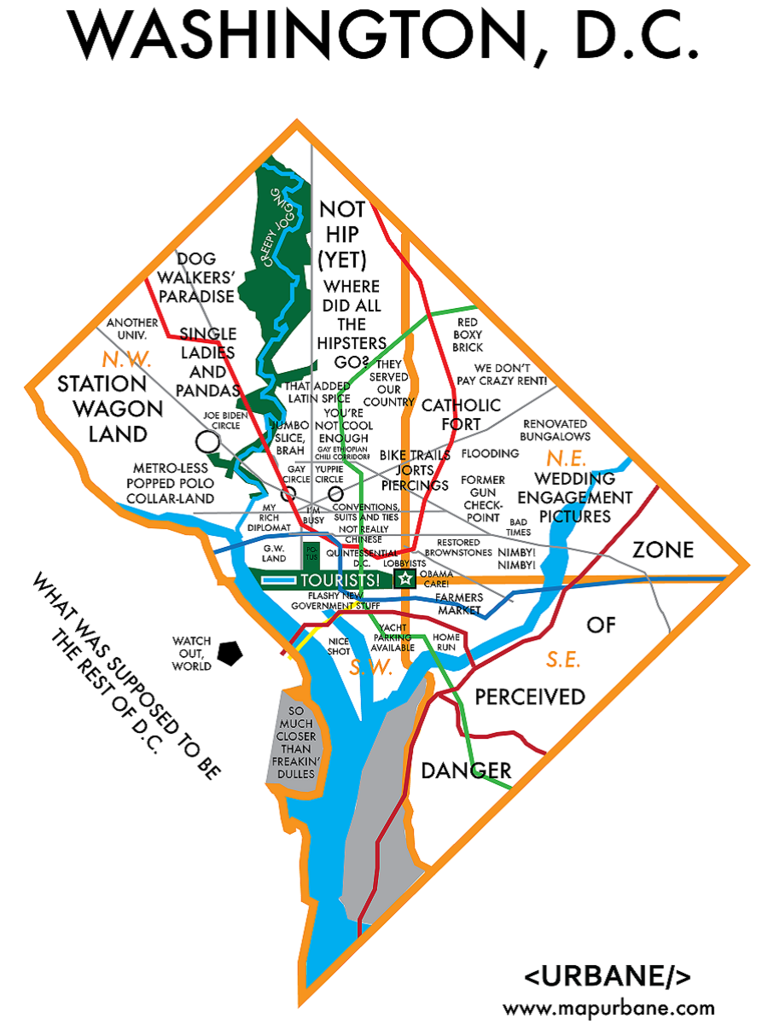 WASHINGTON, D.C.
CREEPY JOGGING
NOT
HIP
(YET)
DOG
WALKERS'
PARADISE
WHERE
DID ALL
THE
HIPSTERS
GO?
ANOTHER
UNIV.
N.W.
SINGLE
LADIES
AND
PANDAS
RED
BOXY
BRICK
THEY
SERVED
OUR
COUNTRY
WE DON'T
PAY CRAZY RENT!
STATION
WAGON
LAND
THAT ADDED
LATIN SPICE
CATHOLIC
FORT
JOE BIDEN
CIRCLE
YOU'RE
NOT COOL
ENOUGH
JUMBO
SLICE,
BRAH
GAY ETHIOPIAN
CHILI CORRIDOR
RENOVATED
BUNGALOWS
BIKE TRAILS
JORTS
PIERCINGS
FLOODING
N.E.
METRO-LESS
POPPED POLO
COLLAR-LAND
GAY
CIRCLE
YUPPIE
CIRCLE
FORMER
GUN
CHECK-
POINT
WEDDING
ENGAGEMENT
PICTURES
MY
RICH
DIPLOMAT
I'M
BUSY
CONVENTIONS,
SUITS AND TIES
NOT REALLY
CHINESE
BAD
TIMES
G.W.
LAND
PO
TUS
QUINTESSENTIAL
D.C.
LOBBYISTS
RESTORED
BROWNSTONES
NIMBY!
NIMBY!
ZONE
TOURISTS!
OBAMA
CARE!
FLASHY NEW
GOVERNMENT STUFF
FARMERS
MARKET
WHAT WAS SUPPOSED TO BE
THE REST OF D.C.
WATCH
OUT,
WORLD
NICE
SHOT
YACHT
PARKING
AVAILABLE
HOME
RUN
OF
S.W.
S.E.
PERCEIVED
SO
MUCH
CLOSER
THAN
FREAKIN'
DULLES
DANGER
<URBANE/>
www.mapurbane.com